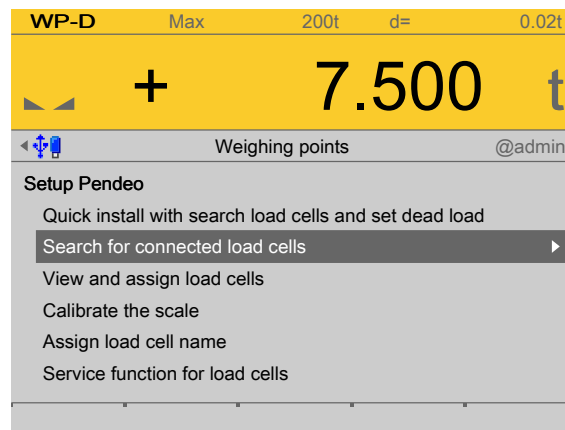 WP-D Max 200t d= 0.02t
+ 7.500 t
Weighing points @admin
Setup Pendeo
Quick install with search load cells and set dead load
Search for connected load cells
View and assign load cells
Calibrate the scale
Assign load cell name
Service function for load cells